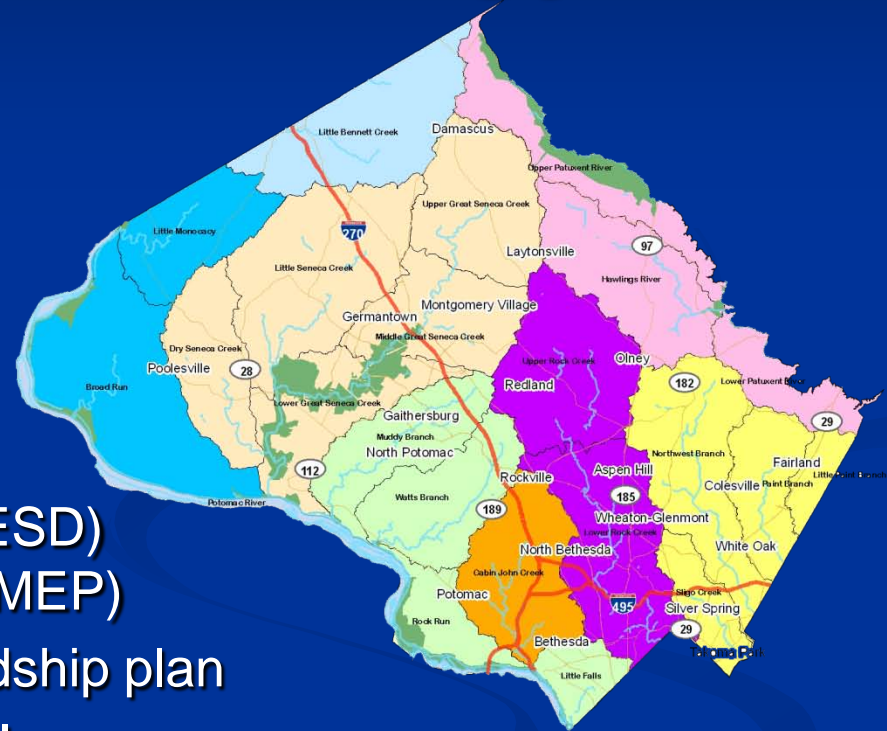 Little Bennett Creek
Damascus
Upper Patuxent River
Little Monocacy
Upper Great Seneca Creek
270
97
Laytonsville
Little Seneca Creek
Hawlings River
Montgomery Village
Germantown
Middle Great Seneca Creek
Dry Seneca Creek
Poolesville
28
Upper Rock Creek
Olney
Broad Run
Redland
182
Lower Patuxent River
Lower Great Seneca Creek
Gaithersburg
29
Muddy Branch
North Potomac
Northwest Branch
112
Aspen Hill
Fairland
Rockville
Little Paint Branch
Colesville
Paint Branch
Watts Branch
185
Potomac River
189
Wheaton-Glenmont
ESD)
Lower Rock Creek
White Oak
North Bethesda
Cabin John Creek
MEP)
Potomac
Sligo Creek
495
Silver Spring
Rock Run
29
Bethesda
Takoma Park
dship plan
Little Falls